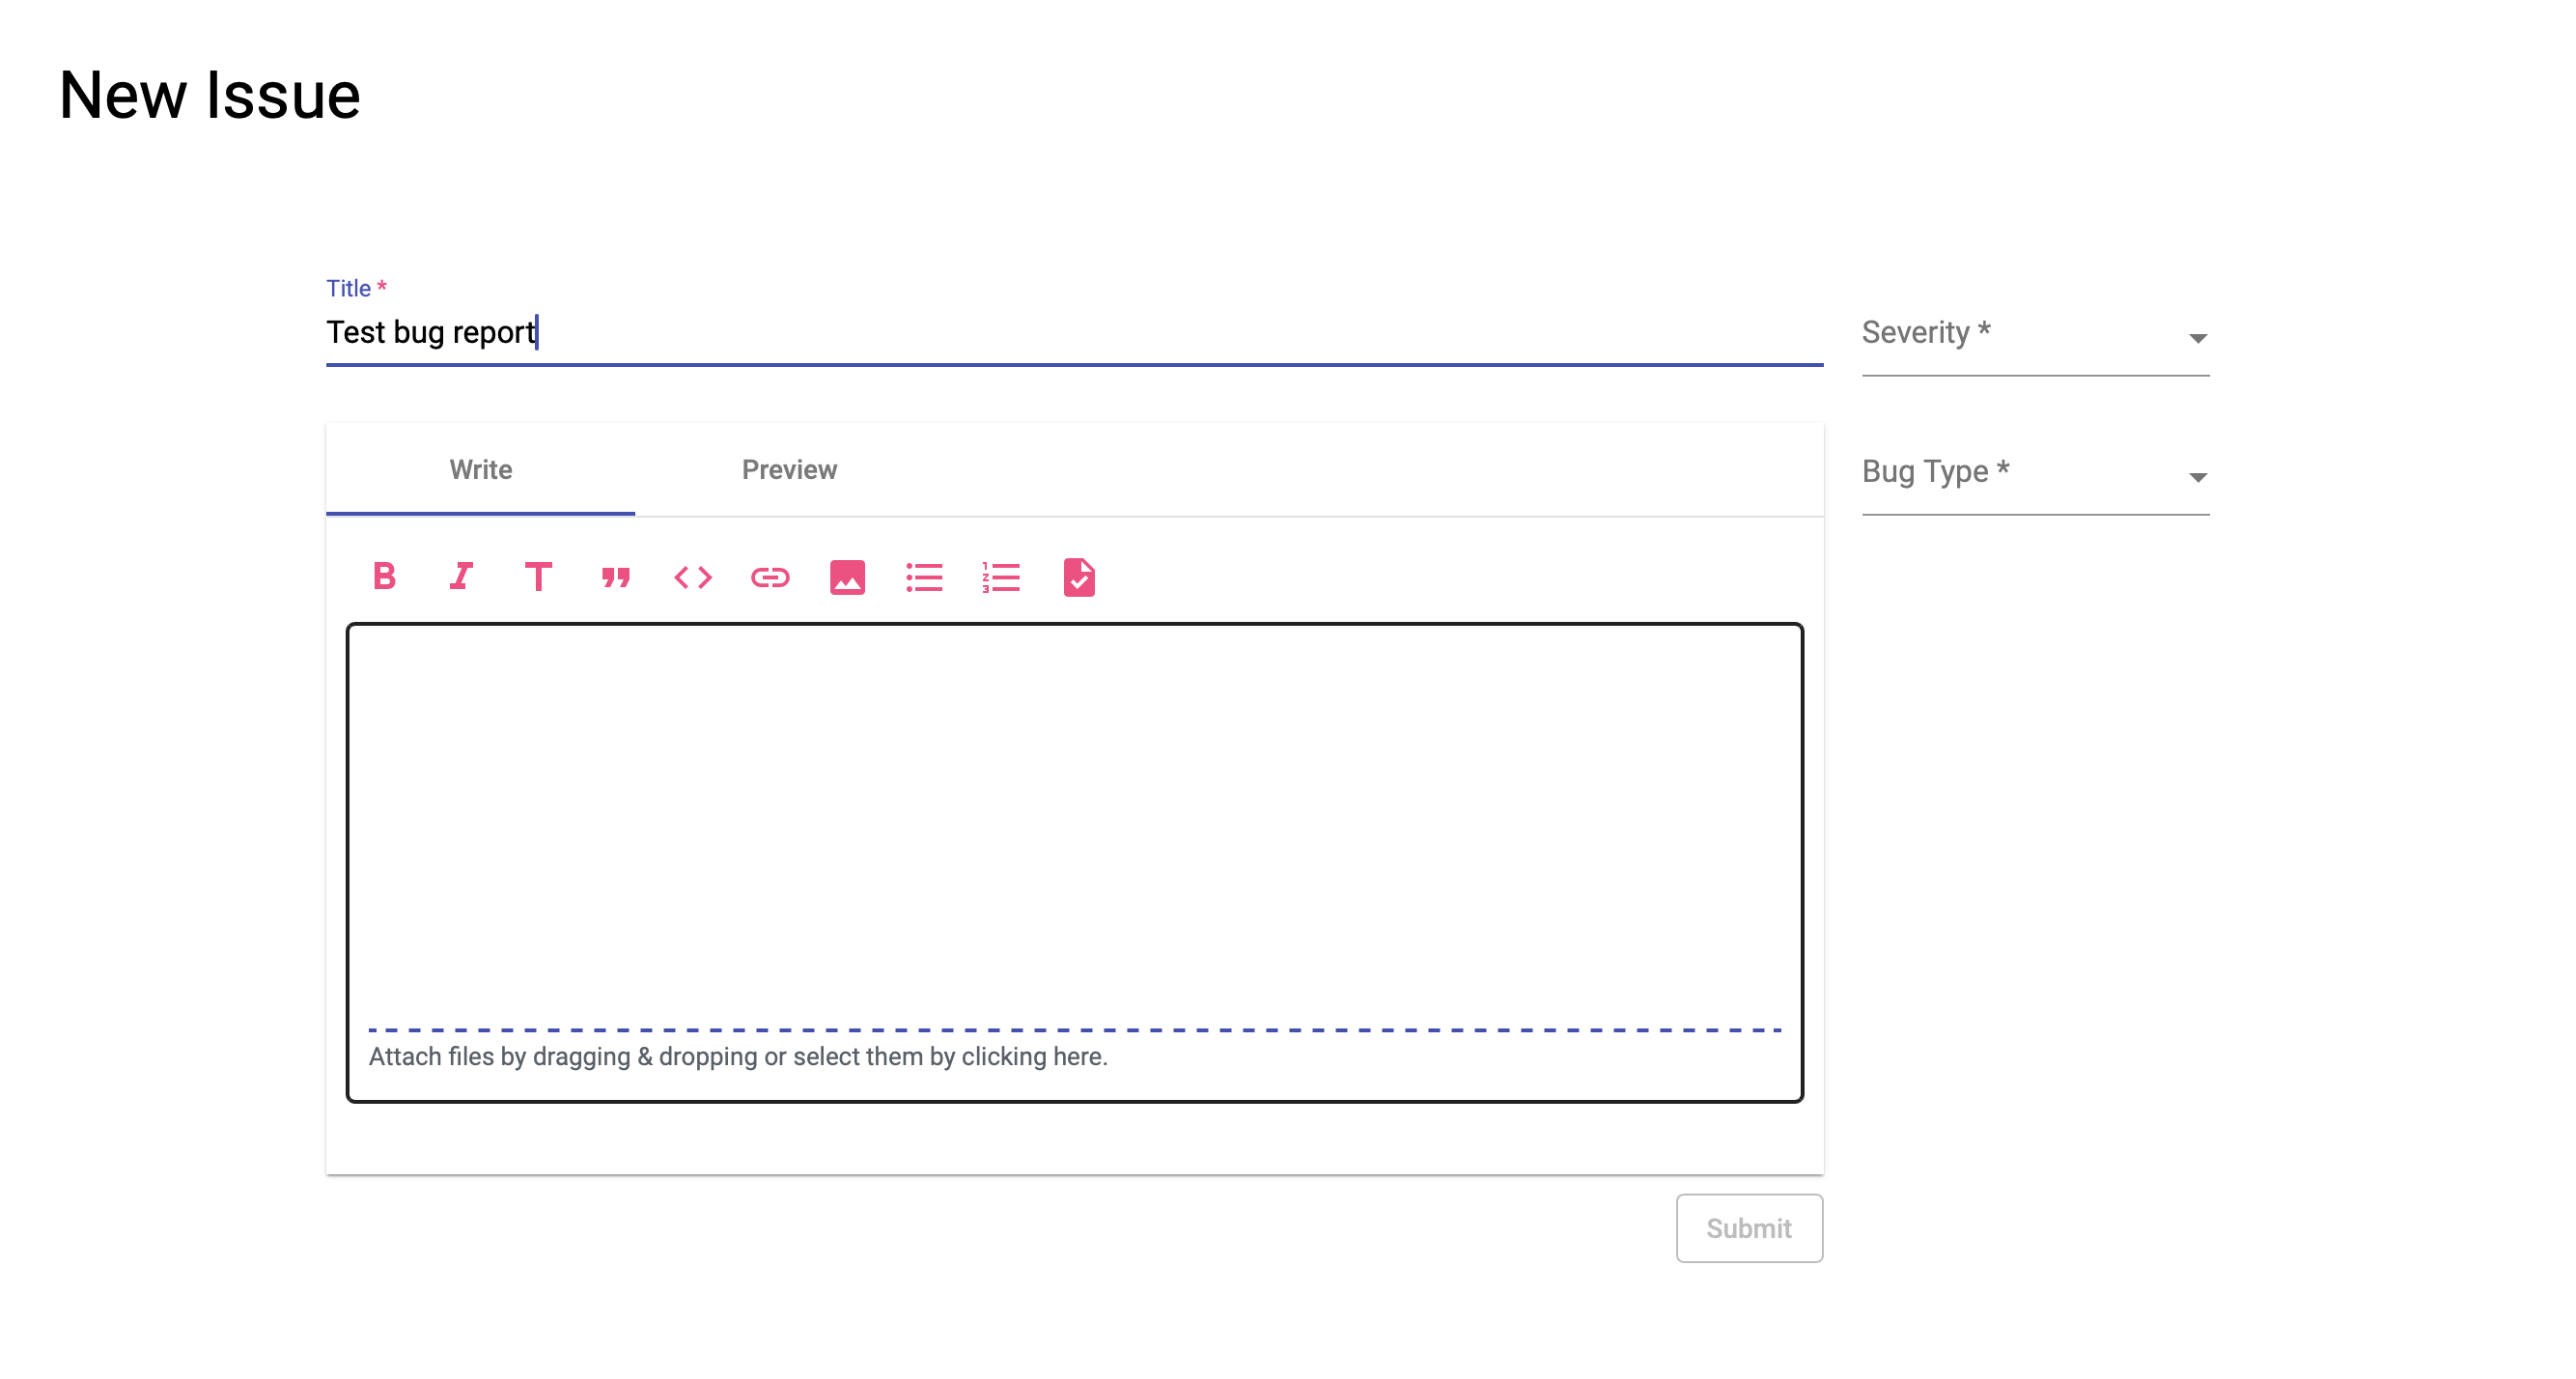 New Issue
Title *
Test bug report
Severity *
Write
Preview
Bug Type *
Attach files by dragging & dropping or select them by clicking here.
Submit